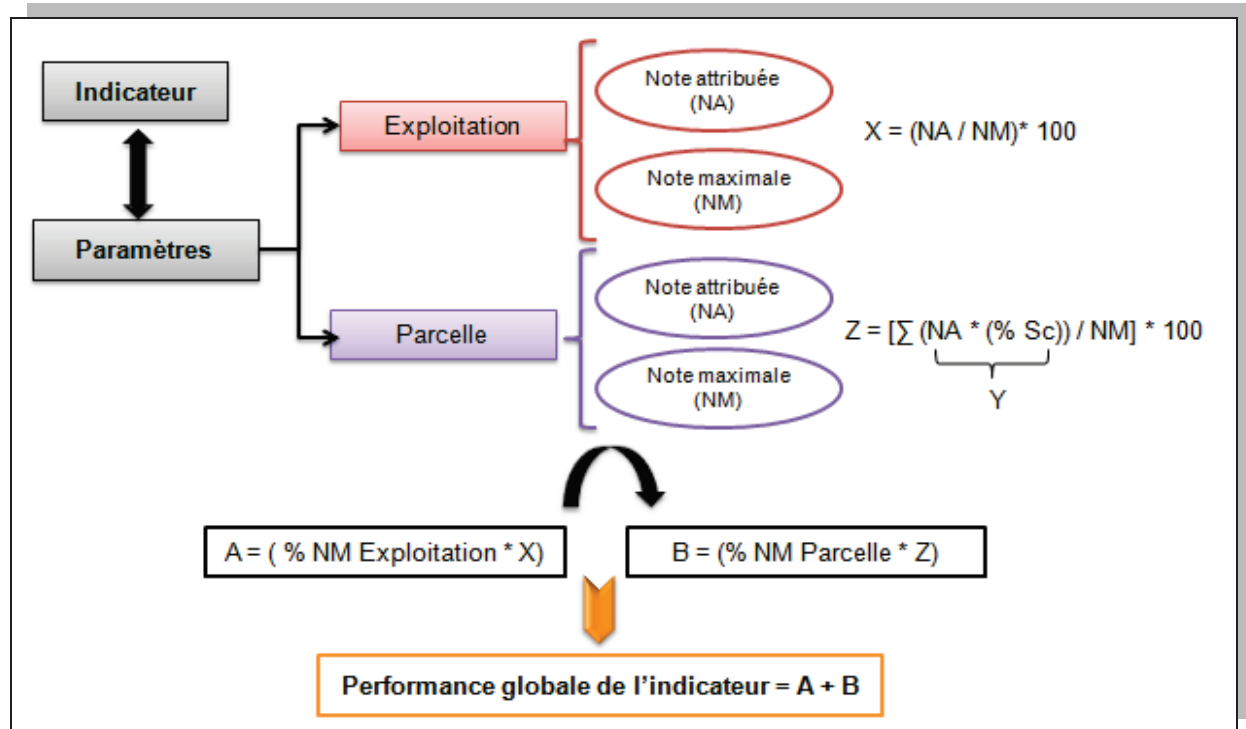 Indicateur
Paramètres
Exploitation
Note attribuée
(NA)
Note maximale
(NM)
X = (NA / NM)* 100
Parcelle
Note attribuée
(NA)
Note maximale
(NM)
Z = [∑ (NA * (% Sc)) / NM] * 100
Y
A = ( % NM Exploitation * X)
B = (% NM Parcelle * Z)
Performance globale de l’indicateur = A + B